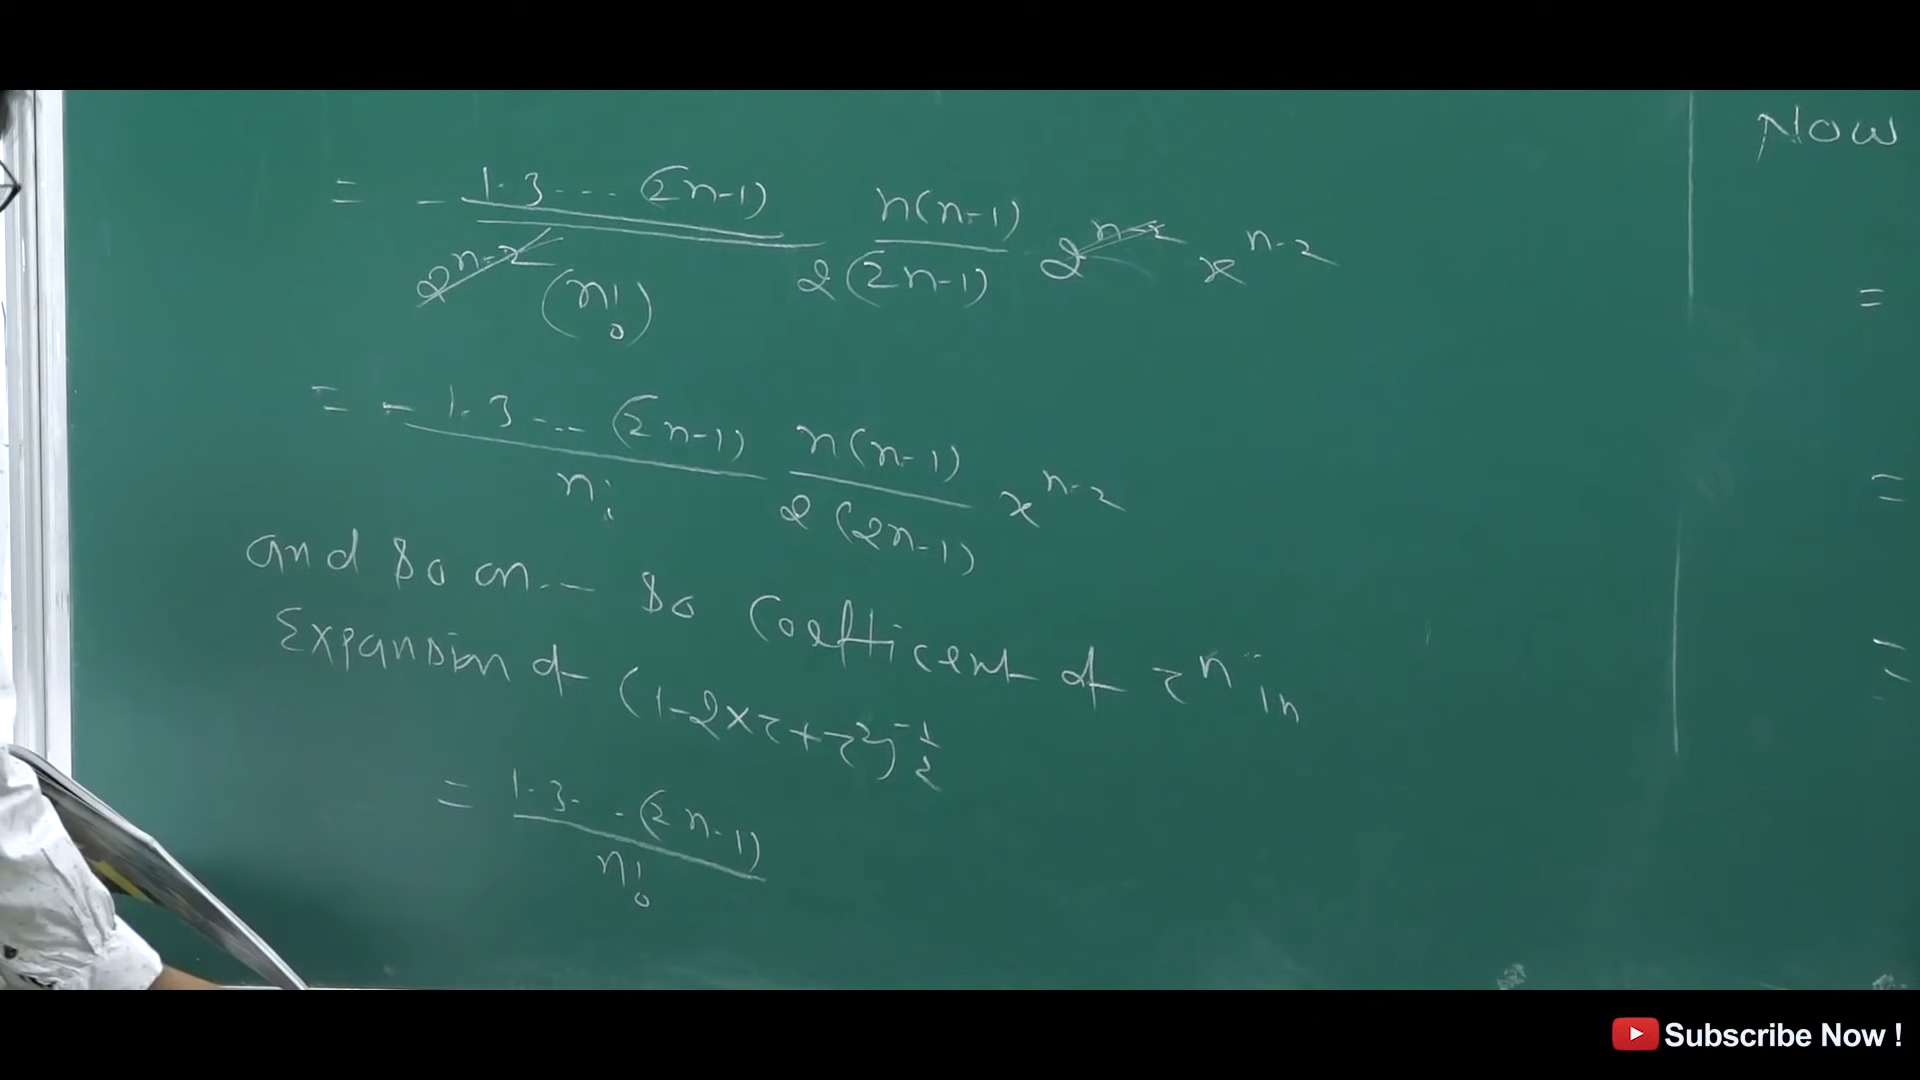 = - 1·3---- (2n-1) / 2^{n-2} (n!) n(n-1) / 2(2n-1) 2^{n-2} x^{n-2}
= - 1·3---- (2n-1) / n! n(n-1) / 2(2n-1) x^{n-2}
and so on -- so Coefficent of z^n in
Expansion of (1-2xz+z^2)^{-1/2}
= 1·3·--(2n-1) / n!
Now
=
=
=
Subscribe Now !